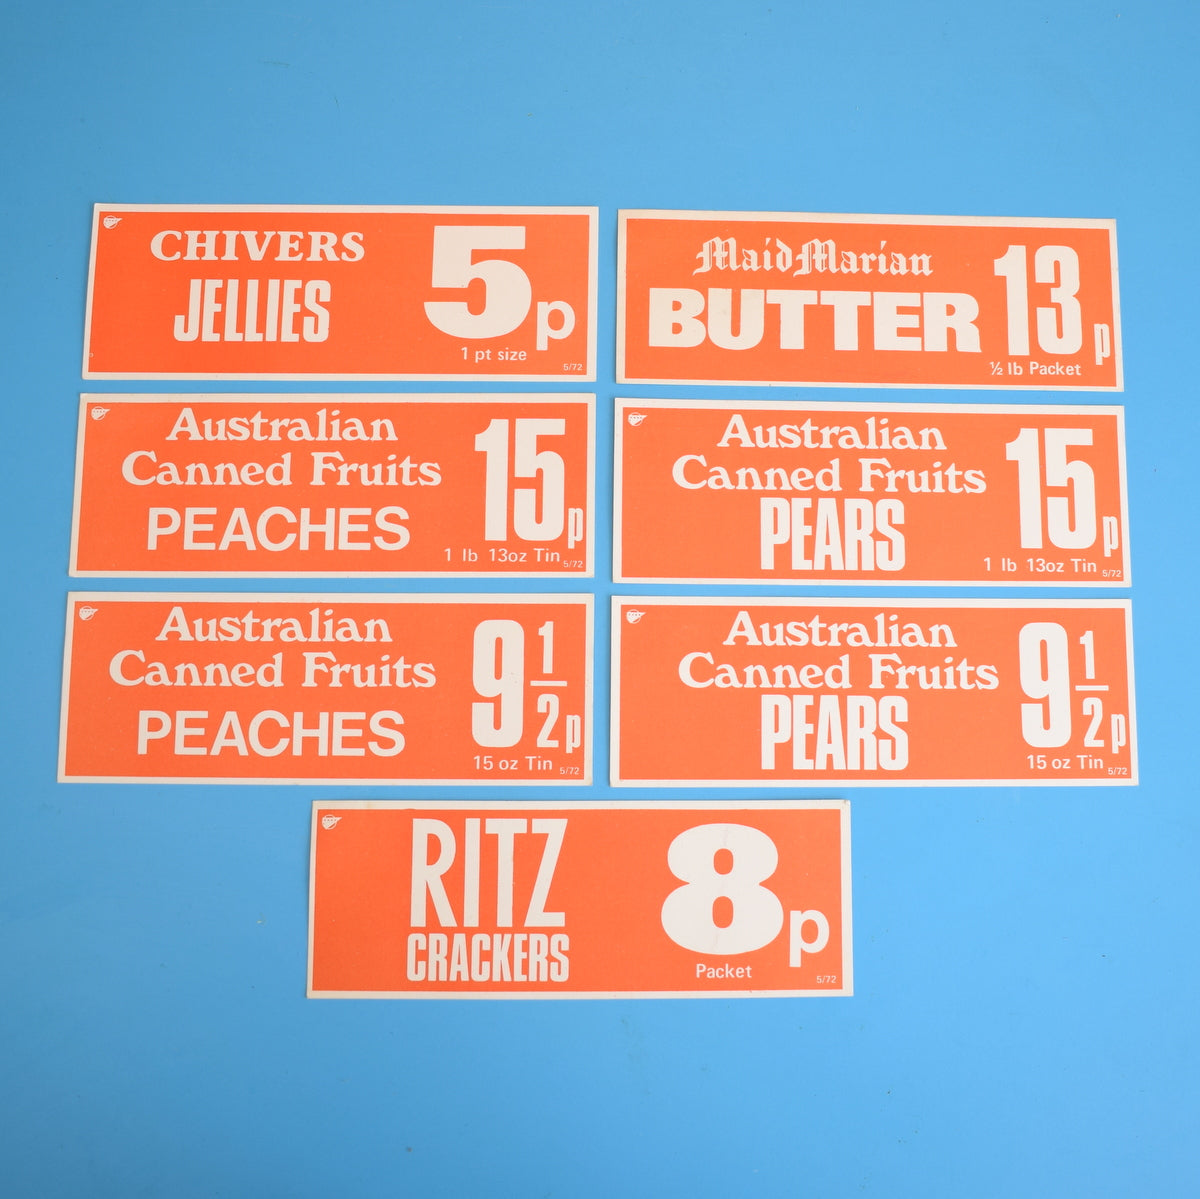 CHIVERS
JELLIES
5p
1 pt size
5/72
Maid Marian
BUTTER
13p
½ lb Packet
Australian
Canned Fruits
PEACHES
15p
1 lb 13oz Tin
5/72
Australian
Canned Fruits
PEARS
15p
1 lb 13oz Tin
5/72
Australian
Canned Fruits
PEACHES
9½p
15 oz Tin
5/72
Australian
Canned Fruits
PEARS
9½p
15 oz Tin
5/72
RITZ
CRACKERS
8p
Packet
5/72